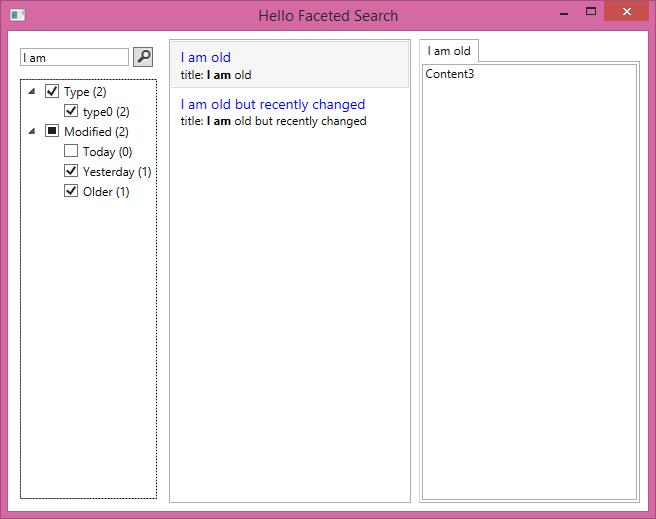 Hello Faceted Search
I am
Type (2)
type0 (2)
Modified (2)
Today (0)
Yesterday (1)
Older (1)
I am old
title: I am old
I am old but recently changed
title: I am old but recently changed
I am old
Content3